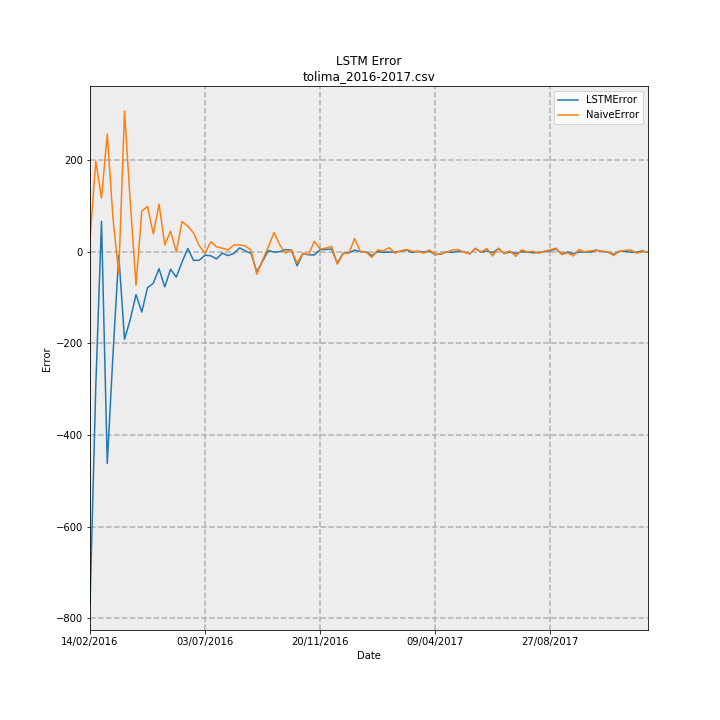 LSTM Error
tolima_2016-2017.csv
LSTMError
NaiveError
200
0
−200
−400
−600
−800
Error
14/02/2016
03/07/2016
20/11/2016
09/04/2017
27/08/2017
Date